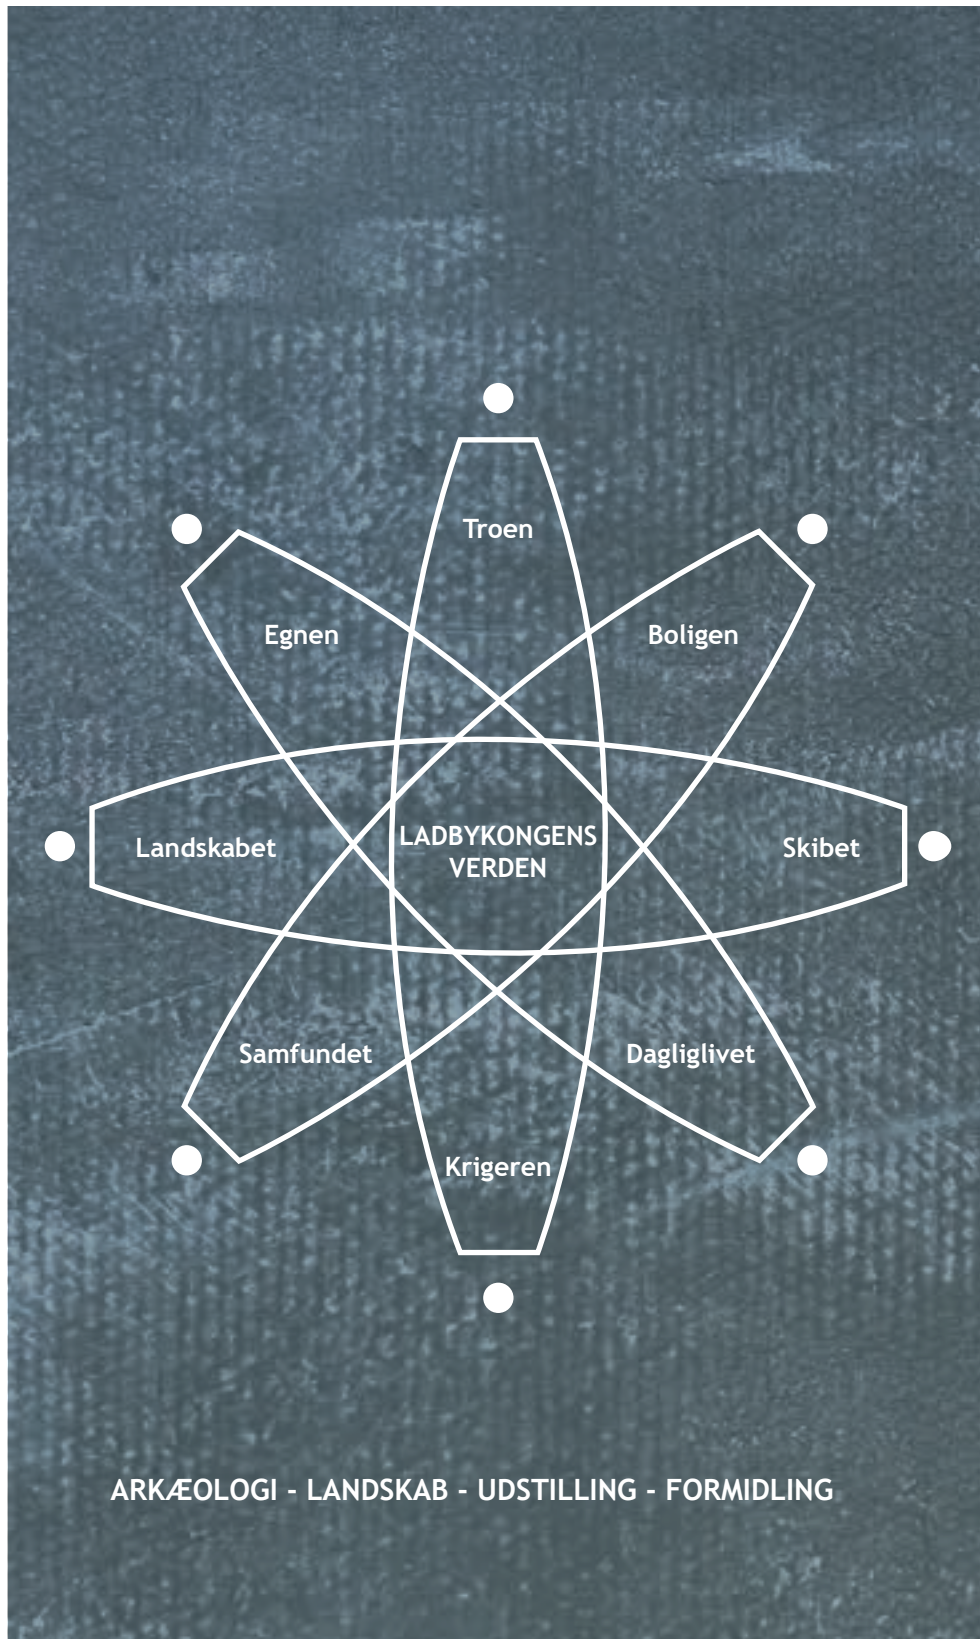 Troen
Egnen
Boligen
Landskabet
LADBYKONGENS
VERDEN
Skibet
Samfundet
Dagliglivet
Krigeren
ARKÆOLOGI - LANDSKAB - UDSTILLING - FORMIDLING